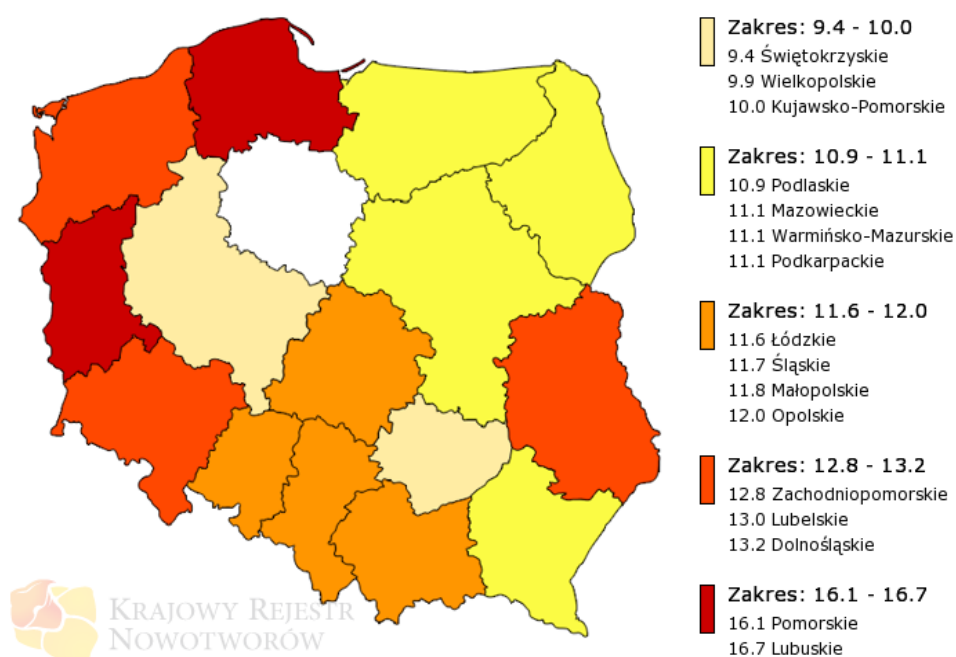 Zakres: 9.4 - 10.0
9.4 Świętokrzyskie
9.9 Wielkopolskie
10.0 Kujawsko-Pomorskie
Zakres: 10.9 - 11.1
10.9 Podlaskie
11.1 Mazowieckie
11.1 Warmińsko-Mazurskie
11.1 Podkarpackie
Zakres: 11.6 - 12.0
11.6 Łódzkie
11.7 Śląskie
11.8 Małopolskie
12.0 Opolskie
Zakres: 12.8 - 13.2
12.8 Zachodniopomorskie
13.0 Lubelskie
13.2 Dolnośląskie
Zakres: 16.1 - 16.7
16.1 Pomorskie
16.7 Lubuskie
KRAJOWY REJESTR
NOWOTWORÓW